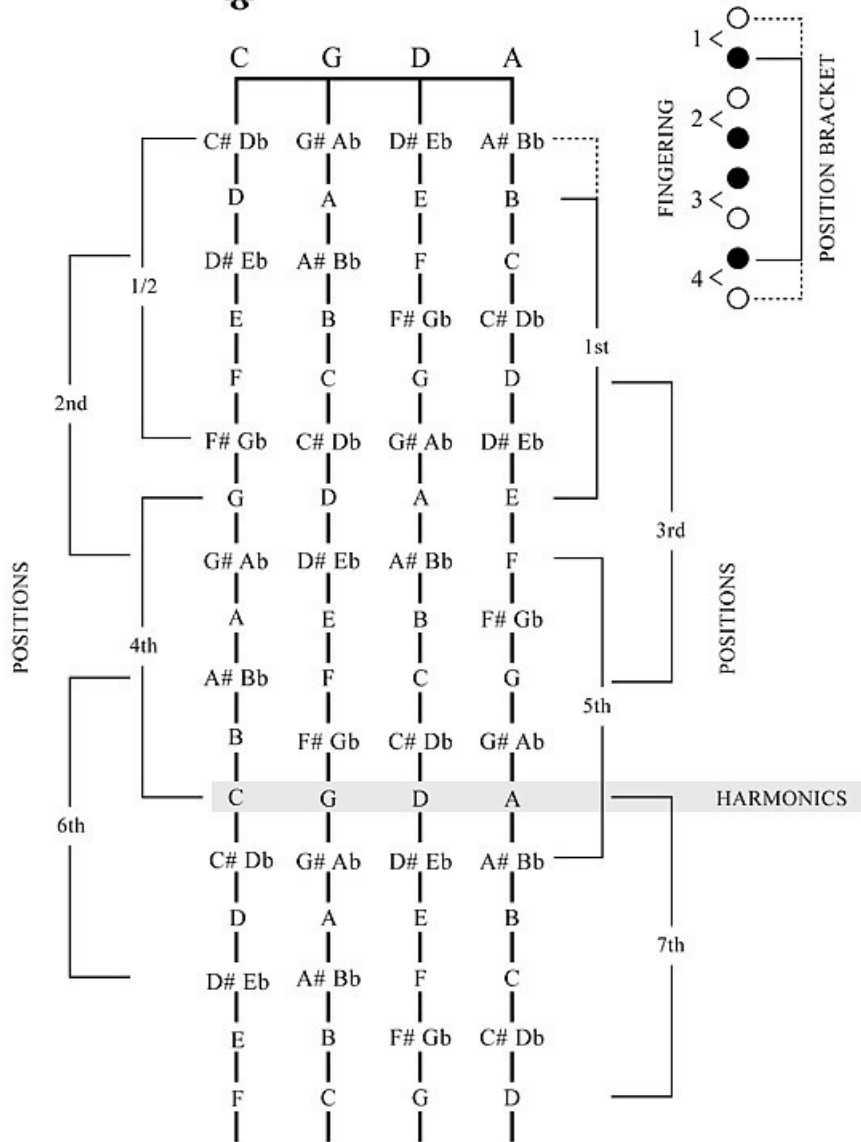 C G D A
1 <
2 <
3 <
4 <
FINGERING
POSITION BRACKET
C# Db G# Ab D# Eb A# Bb
D A E B
D# Eb A# Bb F C
1/2
E B F# Gb C# Db
1st
F C G D
2nd
F# Gb C# Db G# Ab D# Eb
G D A E
3rd
G# Ab D# Eb A# Bb F
POSITIONS
POSITIONS
A E B F# Gb
4th
A# Bb F C G
5th
B F# Gb C# Db G# Ab
C G D A HARMONICS
6th
C# Db G# Ab D# Eb A# Bb
D A E B
7th
D# Eb A# Bb F C
E B F# Gb C# Db
F C G D